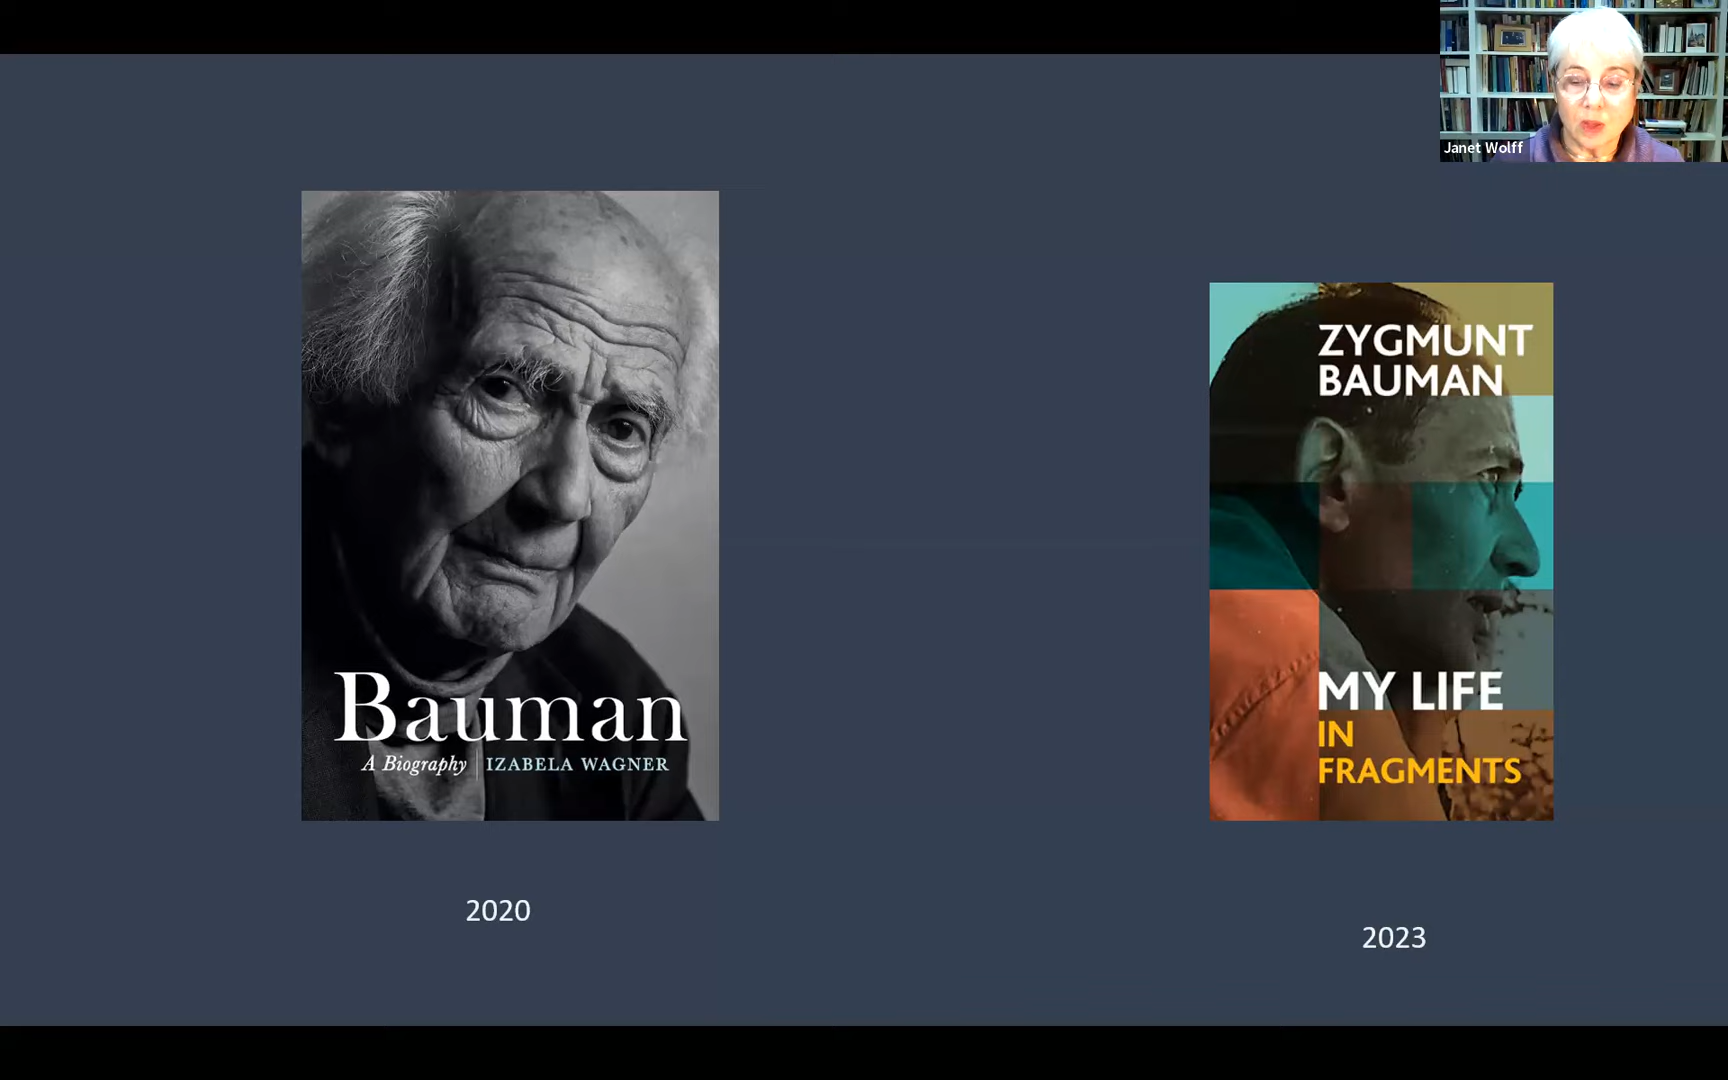 Janet Wolff
Bauman
A Biography | IZABELA WAGNER
2020
ZYGMUNT
BAUMAN
MY LIFE
IN
FRAGMENTS
2023